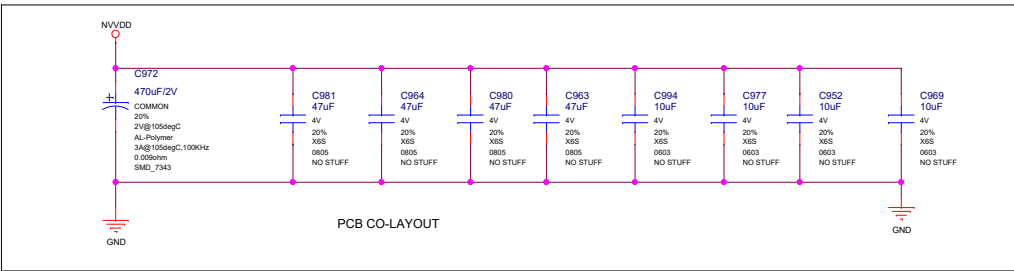 NVVDD
C972
470uF/2V
COMMON
20%
2V@105degC
AL-Polymer
3A@105degC,100KHz
0.009ohm
SMD_7343
C981
47uF
4V
20%
X6S
0805
NO STUFF
C964
47uF
4V
20%
X6S
0805
NO STUFF
C980
47uF
4V
20%
X6S
0805
NO STUFF
C963
47uF
4V
20%
X6S
0805
NO STUFF
C994
10uF
4V
20%
X6S
0603
NO STUFF
C977
10uF
4V
20%
X6S
0603
NO STUFF
C952
10uF
4V
20%
X6S
0603
NO STUFF
C969
10uF
4V
20%
X6S
0603
NO STUFF
GND
PCB CO-LAYOUT
GND